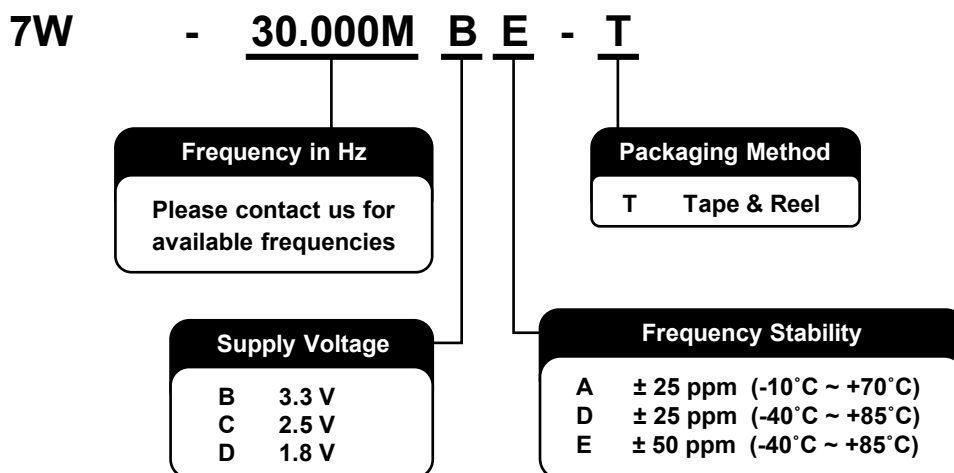 7W - 30.000M B E - T
Frequency in Hz
Please contact us for
available frequencies
Packaging Method
T Tape & Reel
Supply Voltage
B 3.3 V
C 2.5 V
D 1.8 V
Frequency Stability
A ± 25 ppm (-10˚C ~ +70˚C)
D ± 25 ppm (-40˚C ~ +85˚C)
E ± 50 ppm (-40˚C ~ +85˚C)